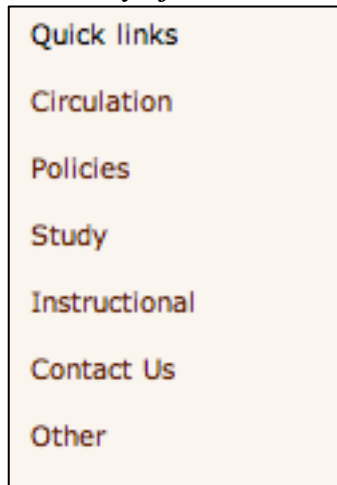 Quick links
Circulation
Policies
Study
Instructional
Contact Us
Other